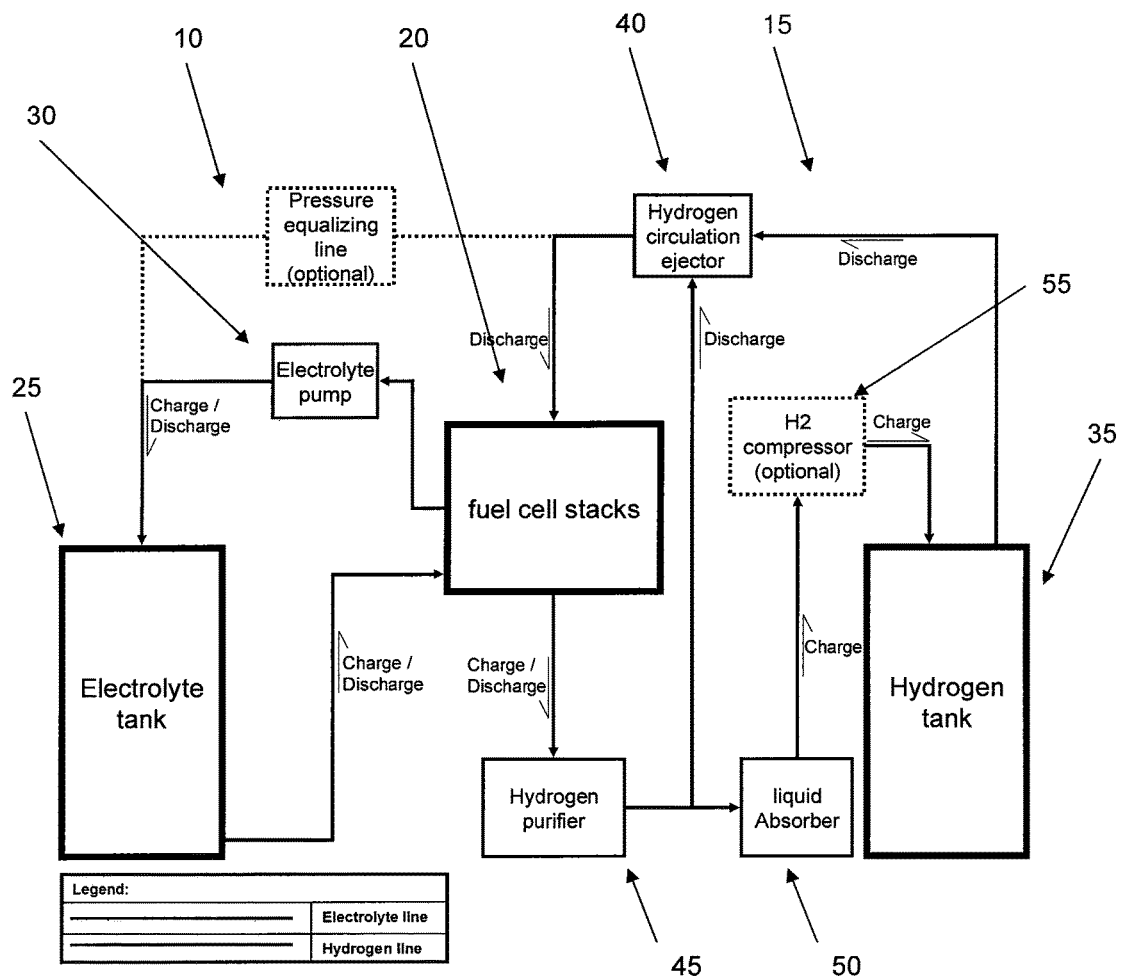 10
20
40
15
30
Pressure
equalizing
line
(optional)
Hydrogen
circulation
ejector
Discharge
55
Discharge
Discharge
25
Electrolyte
pump
Charge /
Discharge
H2
compressor
(optional)
Charge
35
fuel cell stacks
Electrolyte
tank
Charge /
Discharge
Charge /
Discharge
Charge
Hydrogen
tank
Hydrogen
purifier
liquid
Absorber
Legend:
Electrolyte line
Hydrogen line
45
50